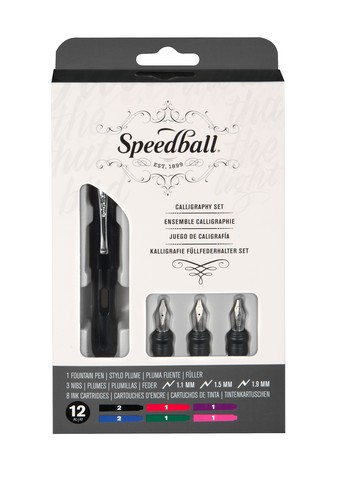 Speedball
EST. 1899
CALLIGRAPHY SET
ENSEMBLE CALLIGRAPHIE
JUEGO DE CALIGRAFÍA
KALLIGRAFIE FÜLLFEDERHALTER SET
1 FOUNTAIN PEN | STYLO PLUME | PLUMA FUENTE | FÜLLER
3 NIBS | PLUMES | PLUMILLAS | FEDER 1.1 MM 1.5 MM 1.9 MM
8 INK CARTRIDGES | CARTOUCHES D'ENCRE | CARTUCHOS DE TINTA | TINTENKARTUSCHEN
12
2 1 1
2 1 1